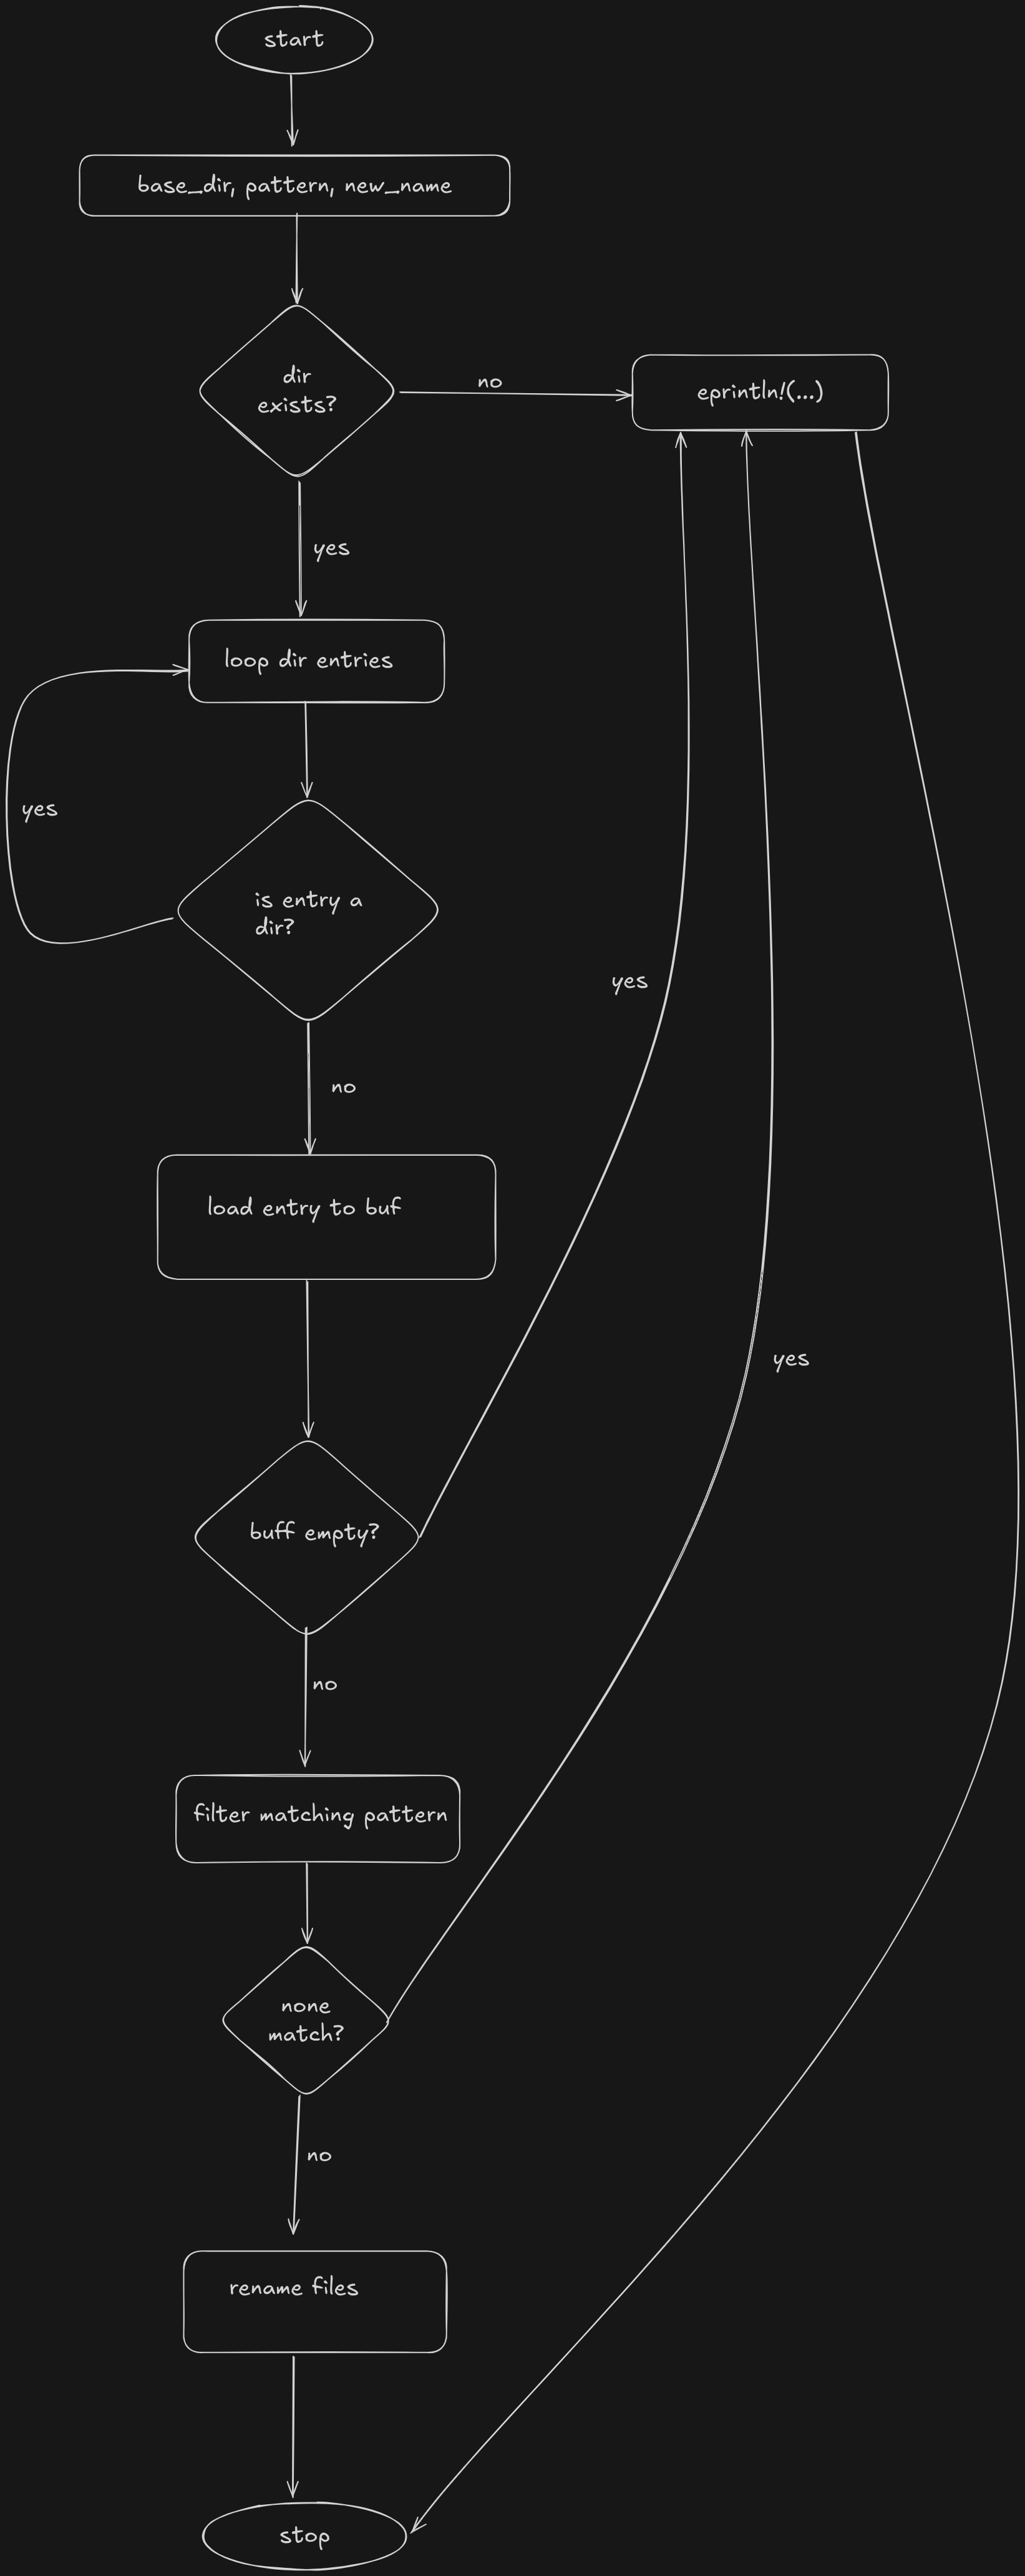 start
base_dir, pattern, new_name
dir
exists?
no
eprintln!(...)
yes
loop dir entries
yes
is entry a
dir?
yes
no
load entry to buf
yes
buff empty?
no
filter matching pattern
none
match?
no
rename files
stop